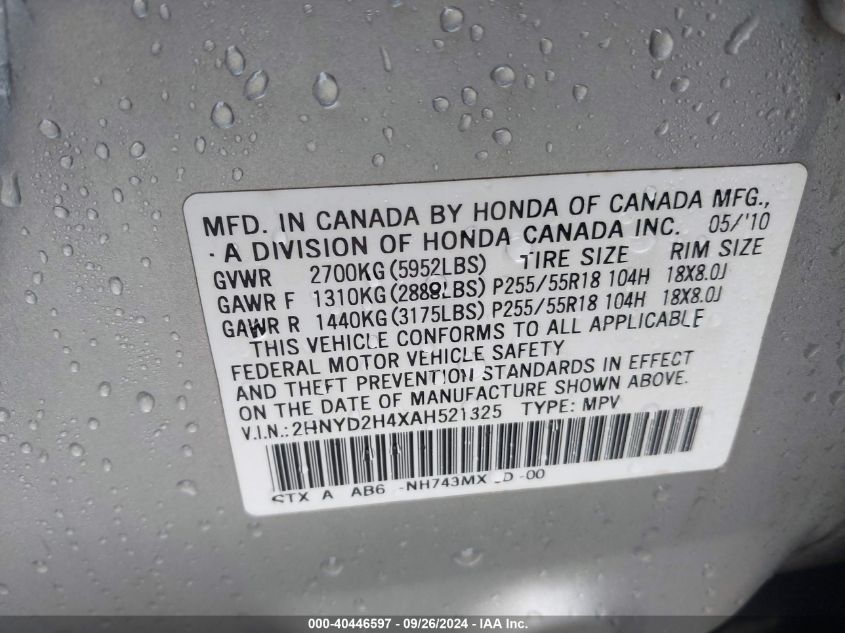 MFD. IN CANADA BY HONDA OF CANADA MFG.,
. A DIVISION OF HONDA CANADA INC. 05/'10
GVWR 2700KG (5952LBS) TIRE SIZE RIM SIZE
GAWR F 1310KG (2888LBS) P255/55R18 104H 18X8.0J
GAWR R 1440KG (3175LBS) P255/55R18 104H 18X8.0J
THIS VEHICLE CONFORMS TO ALL APPLICABLE
FEDERAL MOTOR VEHICLE SAFETY
AND THEFT PREVENTION STANDARDS IN EFFECT
ON THE DATE OF MANUFACTURE SHOWN ABOVE.
V.I.N.: 2HNYD2H4XAH521325 TYPE: MPV
STX A AB6 -NH743MX D -00
000-40446597 - 09/26/2024 - IAA Inc.